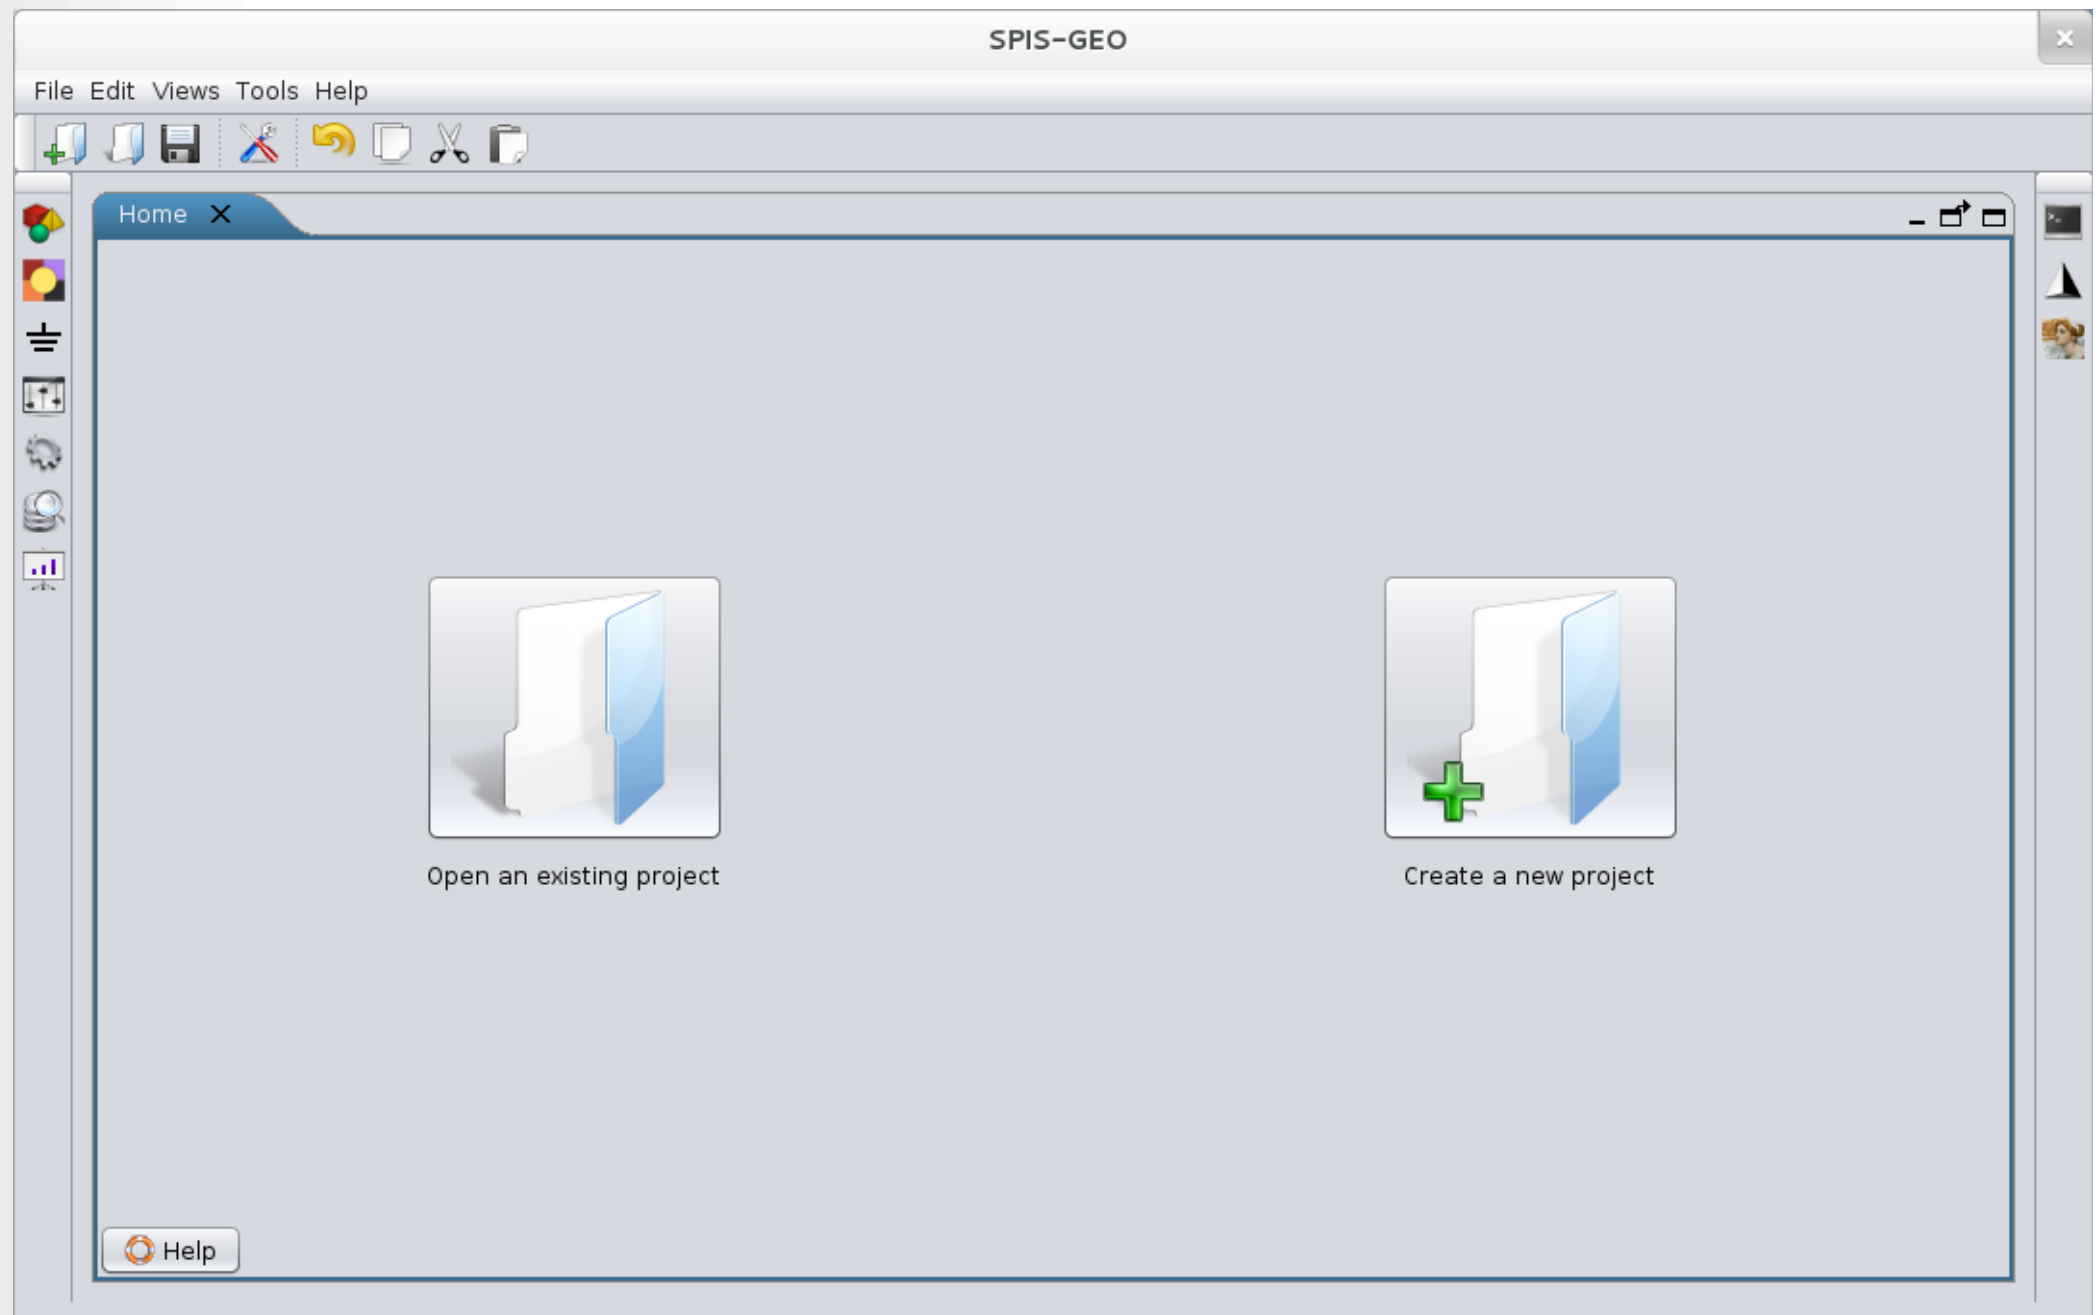 SPIS-GEO
File Edit Views Tools Help
Home
Open an existing project
Create a new project
Help